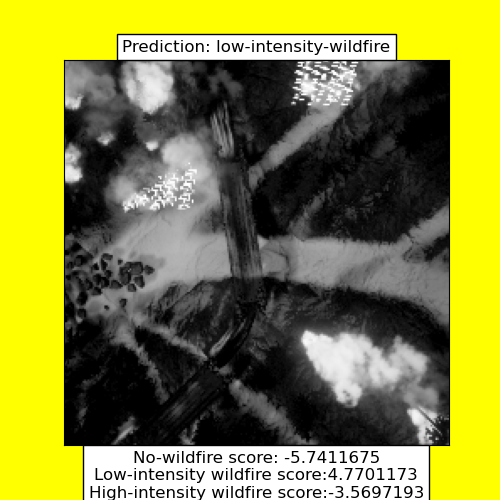 Prediction: low-intensity-wildfire
No-wildfire score: -5.7411675
Low-intensity wildfire score:4.7701173
High-intensity wildfire score:-3.5697193